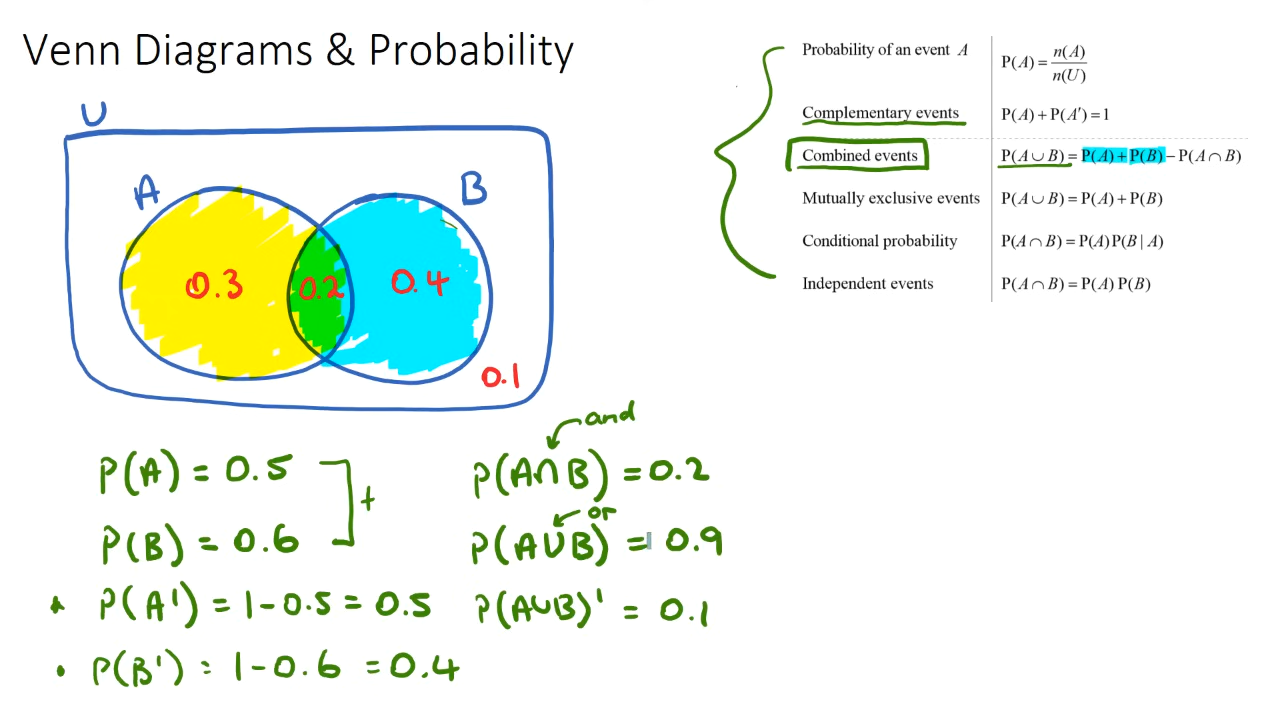 Venn Diagrams & Probability
U
A
B
0.3
0.2
0.4
0.1
and
P(A) = 0.5
+
P(A∩B) = 0.2
or
P(B) = 0.6
P(A∪B) = 0.9
* P(A') = 1-0.5 = 0.5
P(A∪B)' = 0.1
• P(B') = 1-0.6 = 0.4
Probability of an event A
P(A) = n(A)/n(U)
Complementary events
P(A) + P(A′) = 1
Combined events
P(A ∪ B) = P(A) + P(B) − P(A ∩ B)
Mutually exclusive events
P(A ∪ B) = P(A) + P(B)
Conditional probability
P(A ∩ B) = P(A) P(B | A)
Independent events
P(A ∩ B) = P(A) P(B)